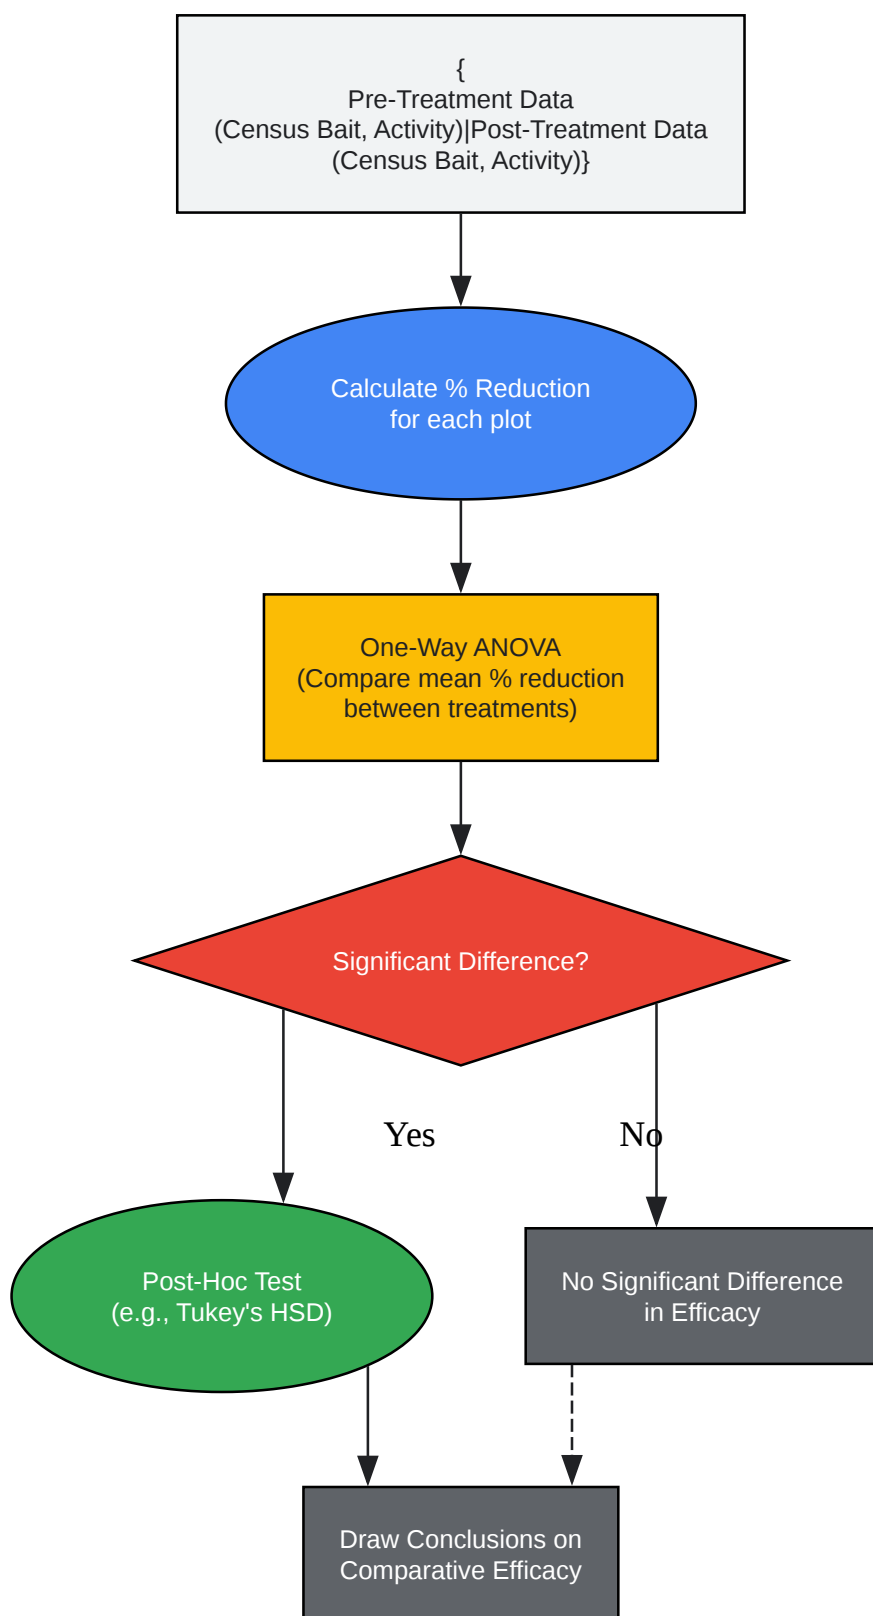 {
Pre-Treatment Data
(Census Bait, Activity)|Post-Treatment Data
(Census Bait, Activity)}
Calculate % Reduction
for each plot
One-Way ANOVA
(Compare mean % reduction
between treatments)
Significant Difference?
Yes
No
Post-Hoc Test
(e.g., Tukey's HSD)
No Significant Difference
in Efficacy
Draw Conclusions on
Comparative Efficacy